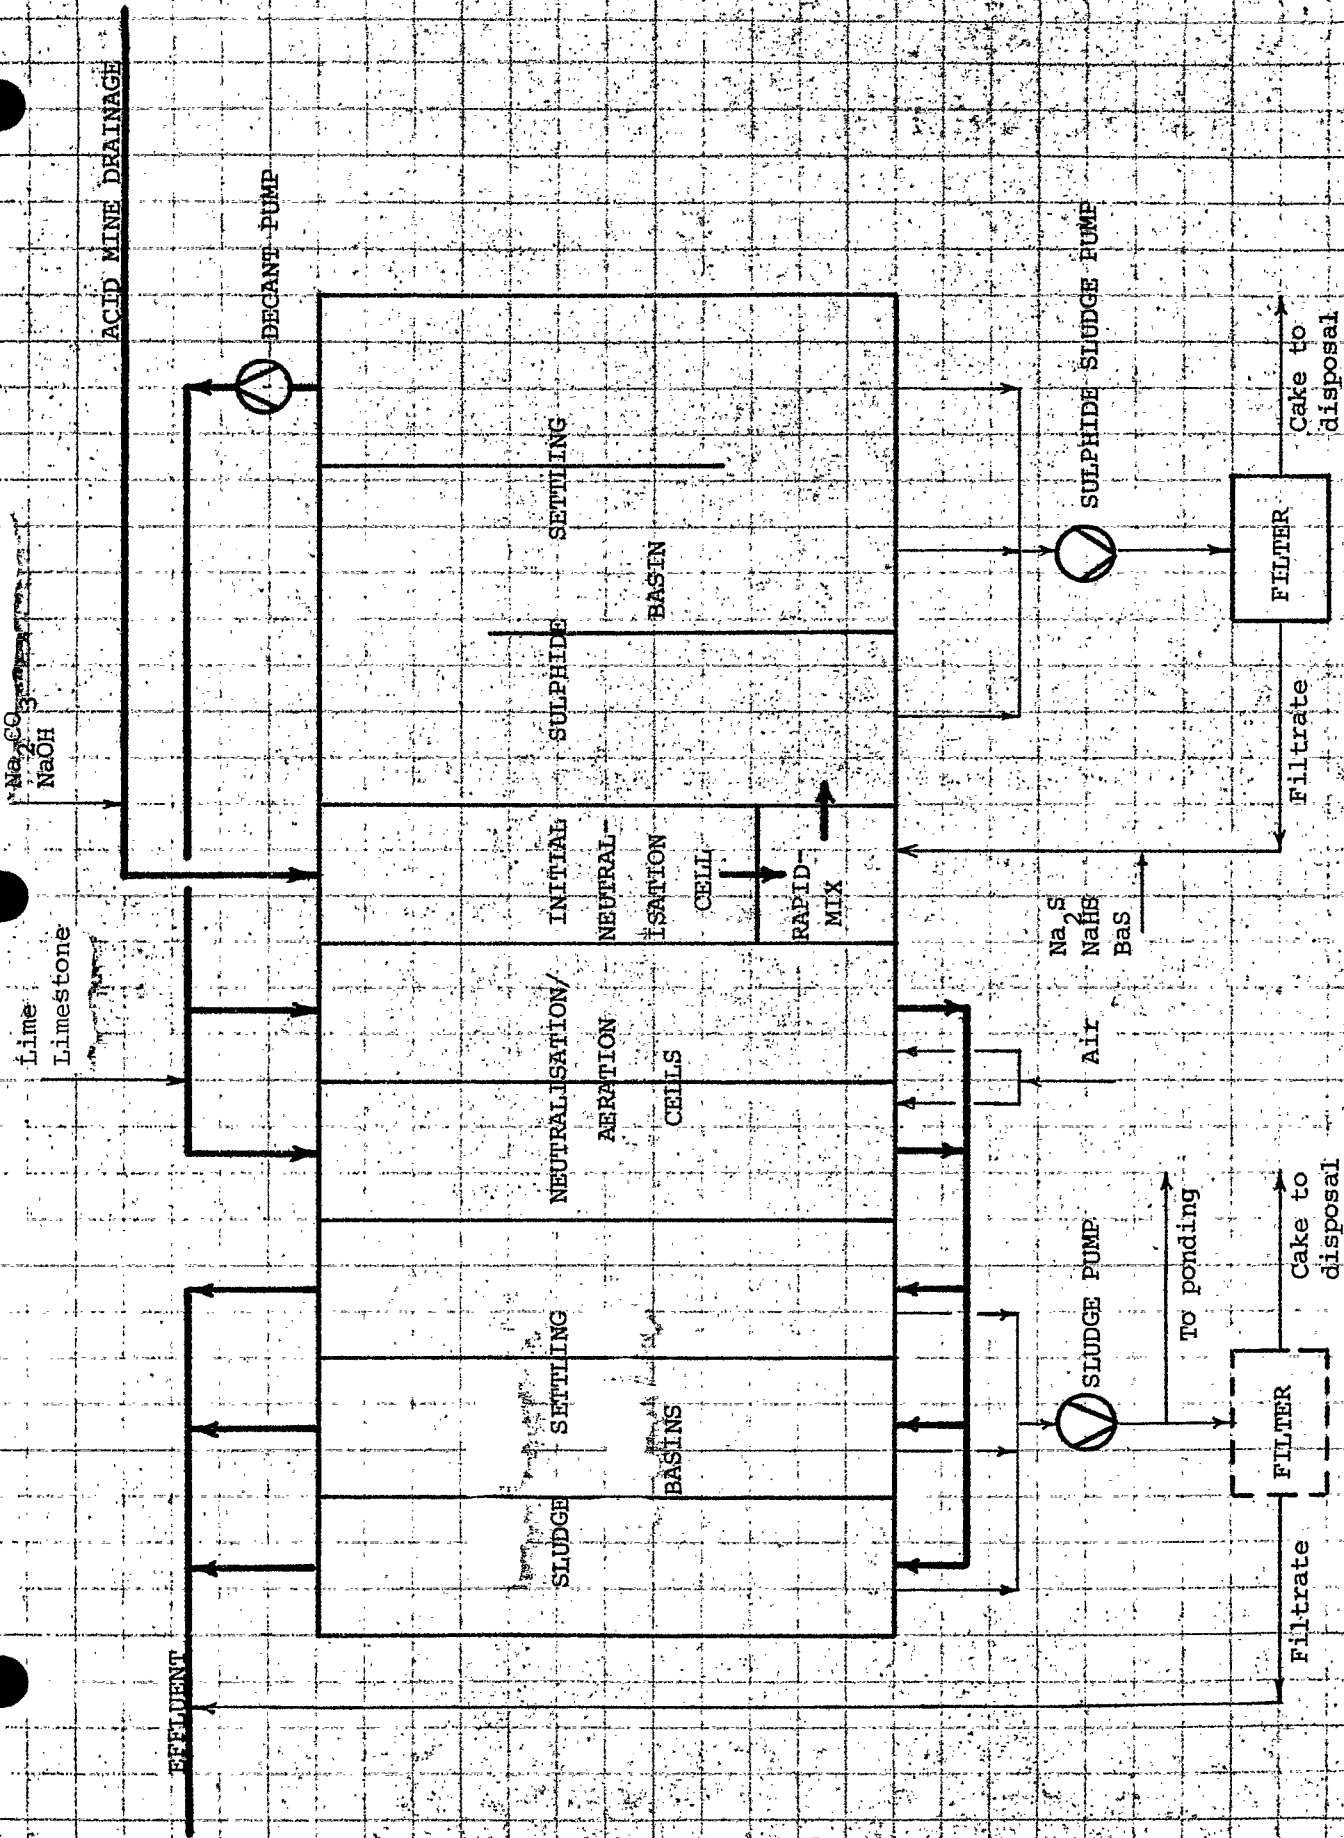 ACID MINE DRAINAGE
Na2CO3
NaOH
Lime
Limestone
DECANT PUMP
EFFLUENT
SLUDGE SETTLING
BASINS
NEUTRALISATION/
AERATION
CELLS
INITIAL
NEUTRAL-
ISATION
CELL
RAPID-
MIX
SULPHIDE SETTLING
BASIN
Na2S
NaHS
BaS
Air
SLUDGE PUMP
SULPHIDE SLUDGE PUMP
To ponding
FILTER
Filtrate
Cake to
disposal
FILTER
Filtrate
Cake to
disposal